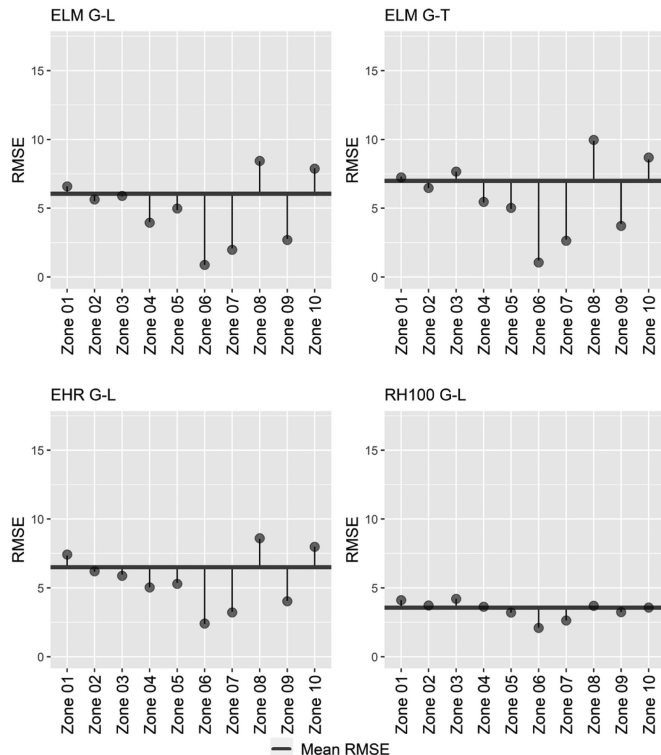 ELM G-L
ELM G-T
RMSE
15
10
5
0
RMSE
15
10
5
0
Zone 01
Zone 02
Zone 03
Zone 04
Zone 05
Zone 06
Zone 07
Zone 08
Zone 09
Zone 10
Zone 01
Zone 02
Zone 03
Zone 04
Zone 05
Zone 06
Zone 07
Zone 08
Zone 09
Zone 10
EHR G-L
RH100 G-L
RMSE
15
10
5
0
RMSE
15
10
5
0
Zone 01
Zone 02
Zone 03
Zone 04
Zone 05
Zone 06
Zone 07
Zone 08
Zone 09
Zone 10
Zone 01
Zone 02
Zone 03
Zone 04
Zone 05
Zone 06
Zone 07
Zone 08
Zone 09
Zone 10
Mean RMSE